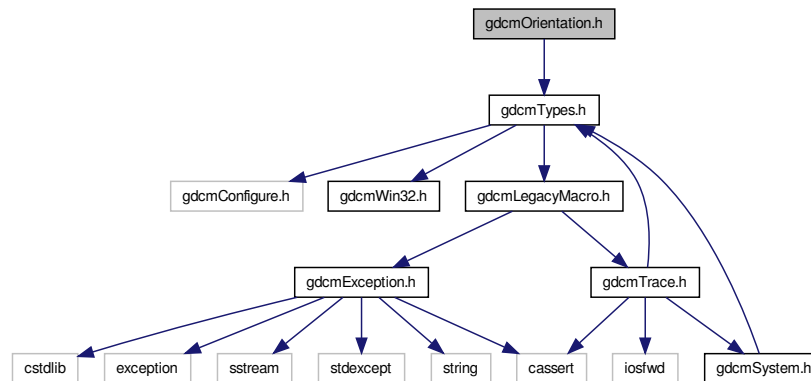 gdcmOrientation.h
gdcmTypes.h
gdcmConfigure.h
gdcmWin32.h
gdcmLegacyMacro.h
gdcmException.h
gdcmTrace.h
cstdlib
exception
sstream
stdexcept
string
cassert
iosfwd
gdcmSystem.h